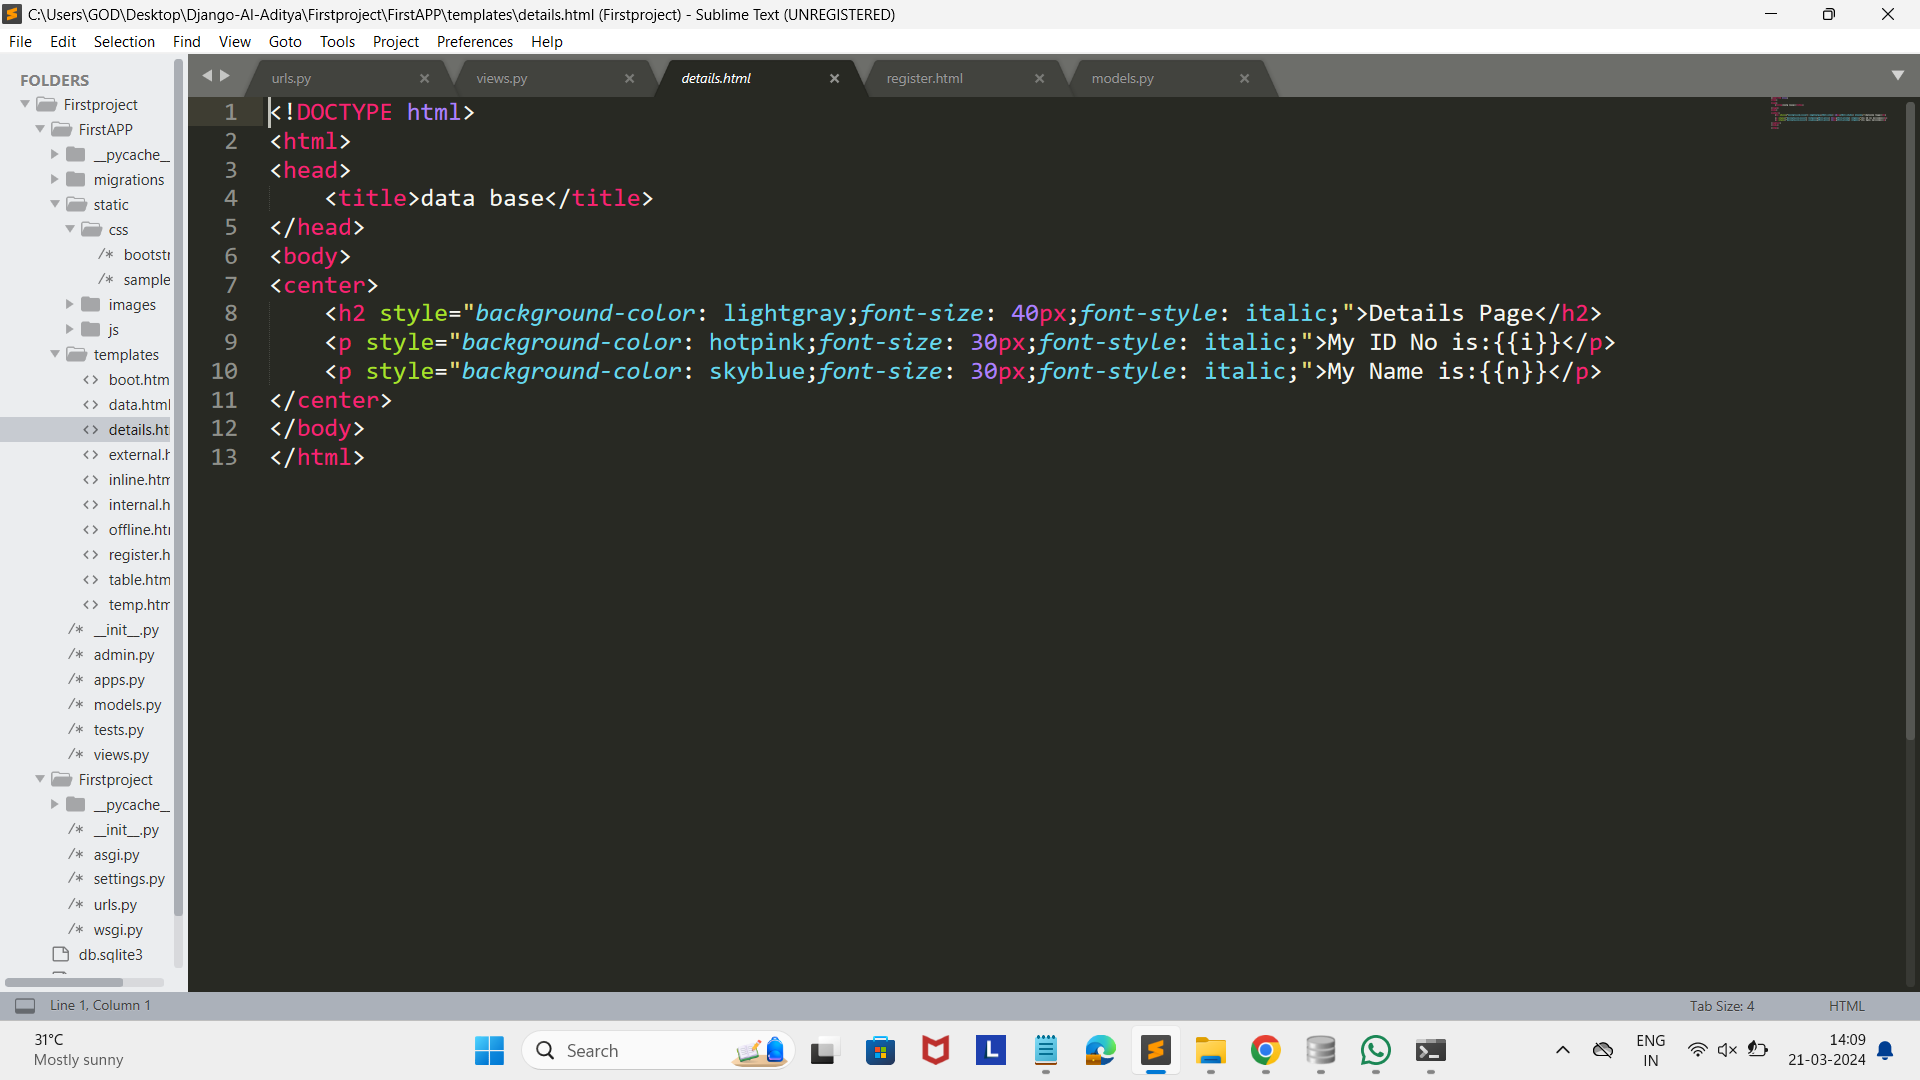 C:\Users\GOD\Desktop\Django-AI-Aditya\Firstproject\FirstAPP\templates\details.html (Firstproject) - Sublime Text (UNREGISTERED)
File Edit Selection Find View Goto Tools Project Preferences Help
FOLDERS
Firstproject
FirstAPP
__pycache__
migrations
static
css
/* bootstr
/* sample
images
js
templates
<> boot.htm
<> data.html
<> details.ht
<> external.h
<> inline.htm
<> internal.h
<> offline.htm
<> register.h
<> table.htm
<> temp.htm
/* __init__.py
/* admin.py
/* apps.py
/* models.py
/* tests.py
/* views.py
Firstproject
__pycache__
/* __init__.py
/* asgi.py
/* settings.py
/* urls.py
/* wsgi.py
db.sqlite3
urls.py views.py details.html register.html models.py
1 <!DOCTYPE html>
2 <html>
3 <head>
4     <title>data base</title>
5 </head>
6 <body>
7 <center>
8     <h2 style="background-color: lightgray;font-size: 40px;font-style: italic;">Details Page</h2>
9     <p style="background-color: hotpink;font-size: 30px;font-style: italic;">My ID No is:{{i}}</p>
10     <p style="background-color: skyblue;font-size: 30px;font-style: italic;">My Name is:{{n}}</p>
11 </center>
12 </body>
13 </html>
Line 1, Column 1
Tab Size: 4 HTML
31°C
Mostly sunny
Search
L
ENG
IN
14:09
21-03-2024